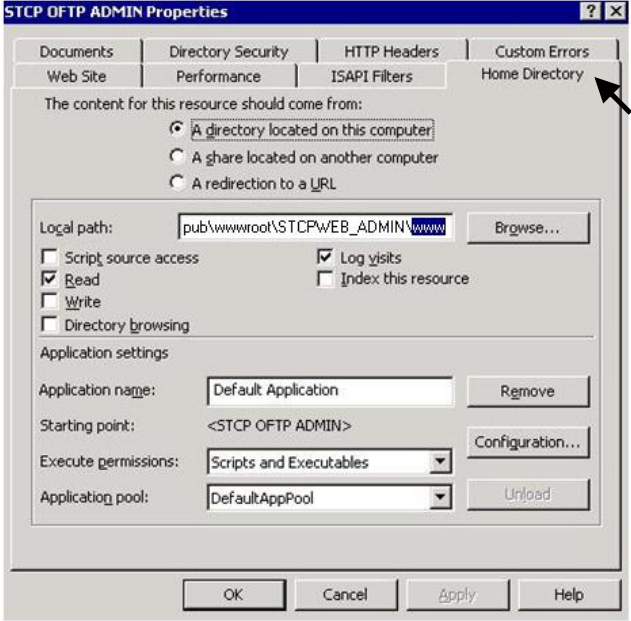 STCP OFTP ADMIN Properties
Documents Directory Security HTTP Headers Custom Errors
Web Site Performance ISAPI Filters Home Directory
The content for this resource should come from:
A directory located on this computer
A share located on another computer
A redirection to a URL
Local path: pub\wwwroot\STCPWEB_ADMIN\www Browse...
Script source access Log visits
Read Index this resource
Write
Directory browsing
Application settings
Application name: Default Application Remove
Starting point: <STCP OFTP ADMIN>
Configuration...
Execute permissions: Scripts and Executables
Application pool: DefaultAppPool Unload
OK Cancel Apply Help